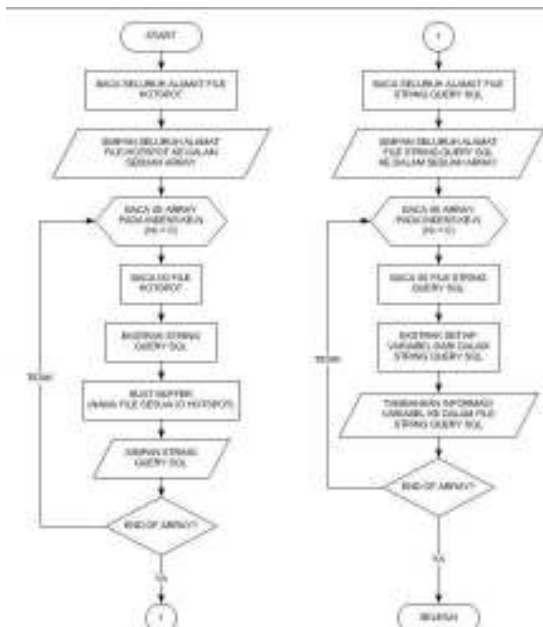 START
BACA SELURUH ALAMAT FILE
HOTSPOT
SIMPAN SELURUH ALAMAT
FILE HOTSPOT KE DALAM
SEBUAH ARRAY
BACA ISI ARRAY
PADA INDEKS KE-N
BACA ISI FILE
HOTSPOT
EKSTRAK STRING
QUERY SQL
BUAT BUFFER
(NAMA FILE SESUAI ID HOTSPOT)
SIMPAN STRING
QUERY SQL
END OF ARRAY?
TIDAK
YA
1
1
BACA SELURUH ALAMAT FILE
STRING QUERY SQL
SIMPAN SELURUH ALAMAT
FILE STRING QUERY SQL
KE DALAM SEBUAH ARRAY
BACA ISI ARRAY
PADA INDEKS KE-N
BACA ISI FILE STRING
QUERY SQL
EKSTRAK SETIAP
VARIABEL DARI DALAM
STRING QUERY SQL
TAMBAHKAN INFORMASI
VARIABEL KE DALAM FILE
STRING QUERY SQL
END OF ARRAY?
TIDAK
YA
SELESAI